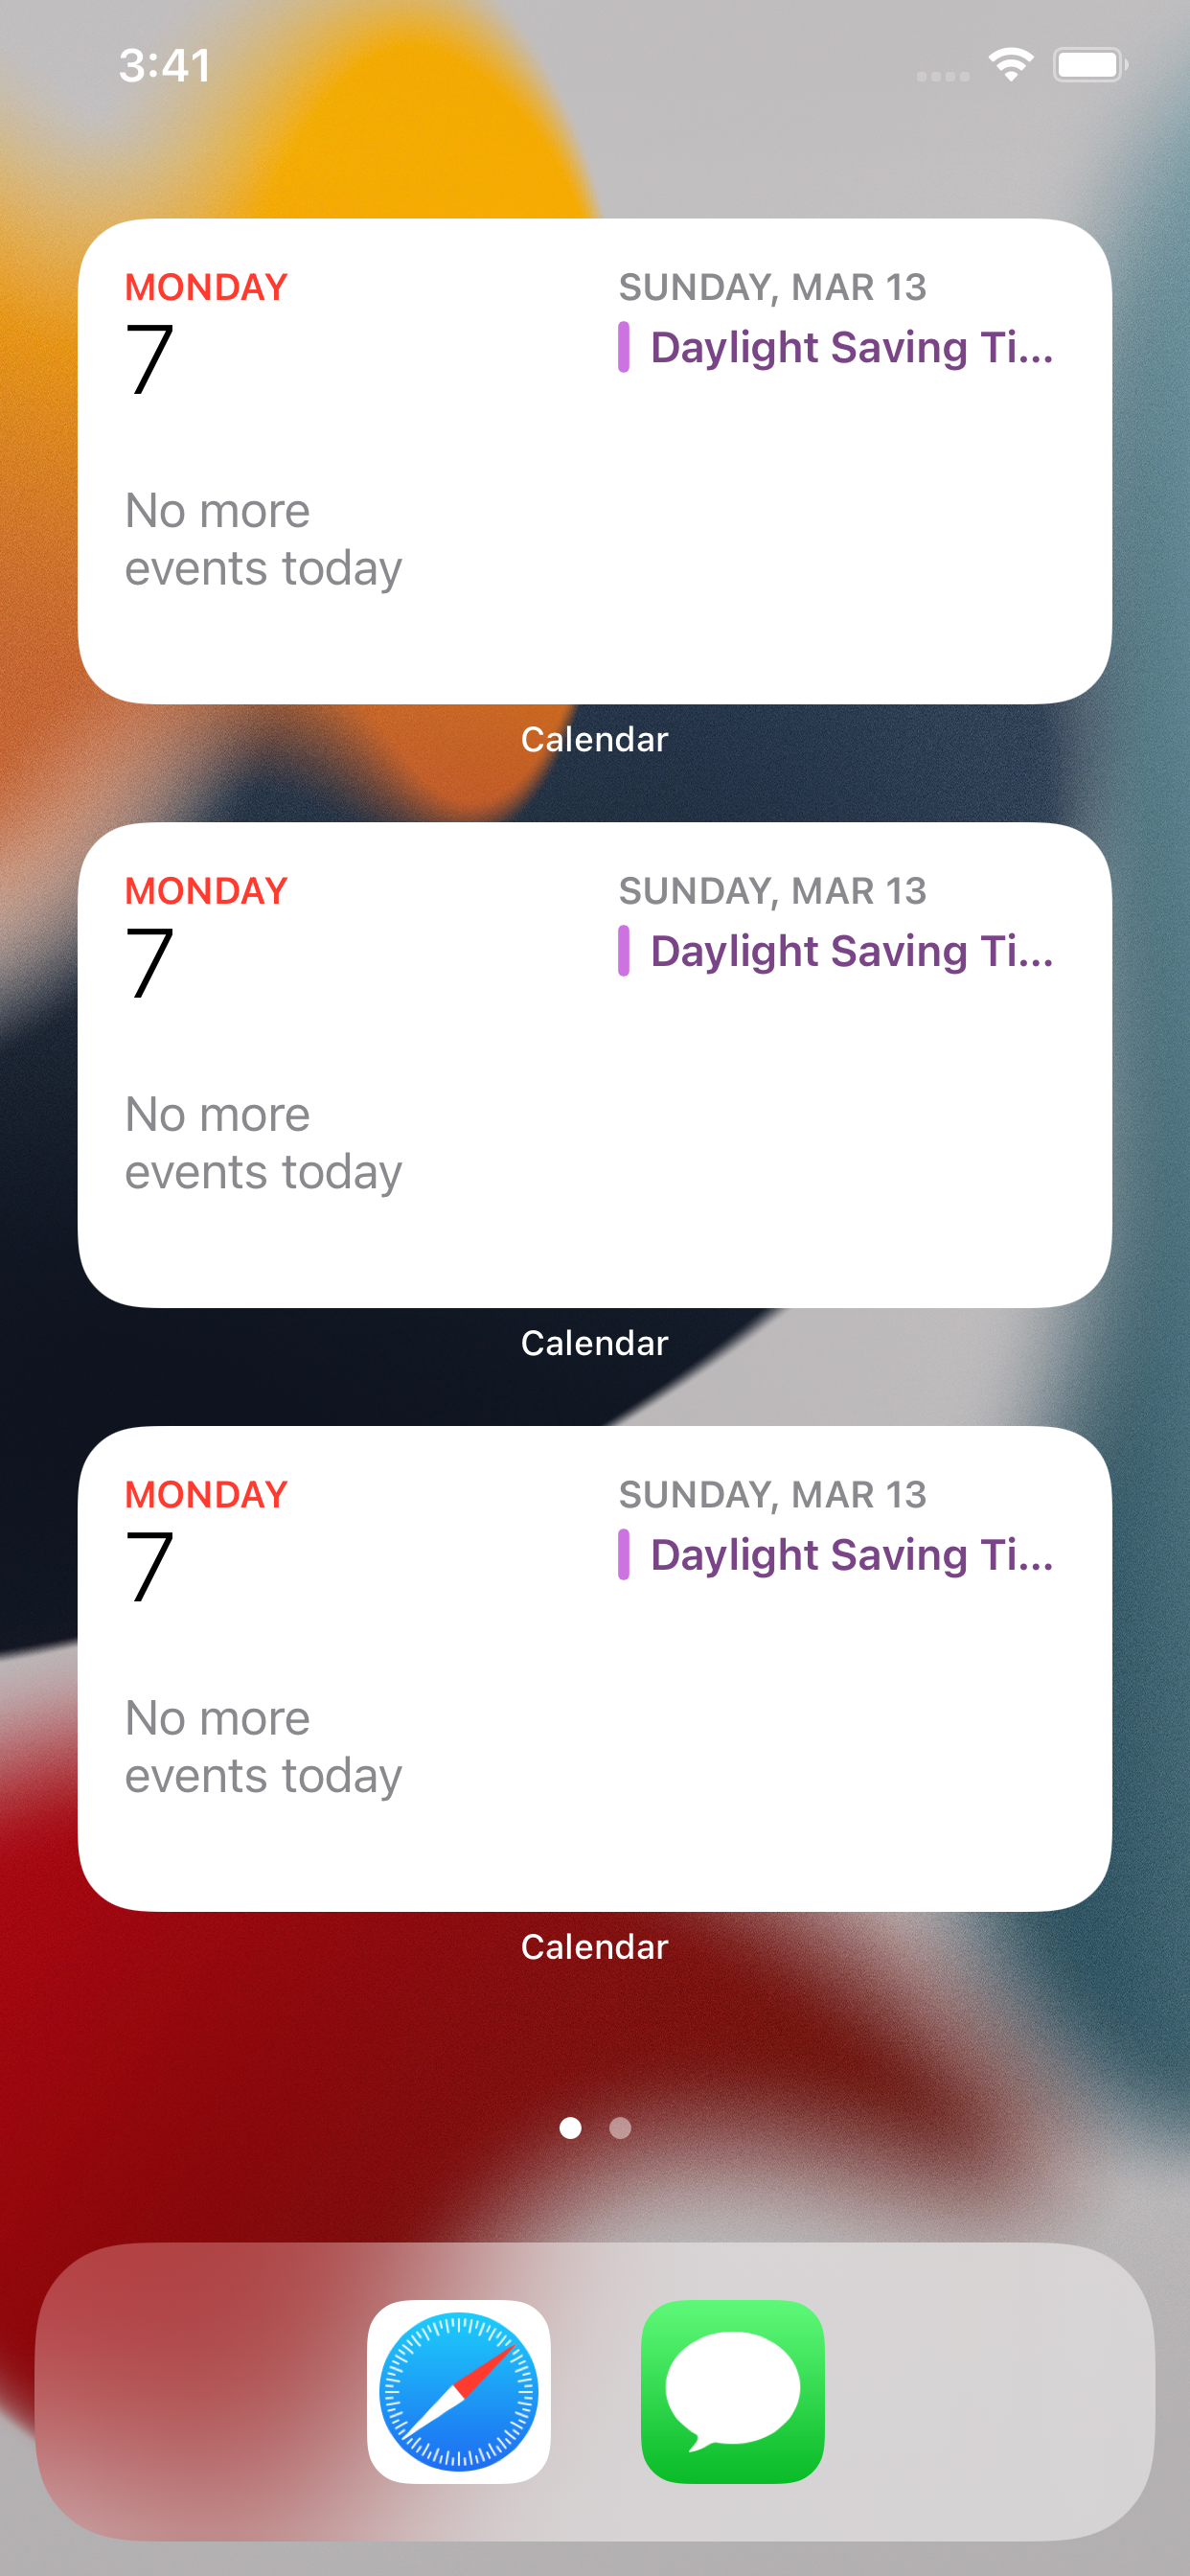 3:41
MONDAY
7
No more
events today
SUNDAY, MAR 13
Daylight Saving Ti...
Calendar
MONDAY
7
No more
events today
SUNDAY, MAR 13
Daylight Saving Ti...
Calendar
MONDAY
7
No more
events today
SUNDAY, MAR 13
Daylight Saving Ti...
Calendar